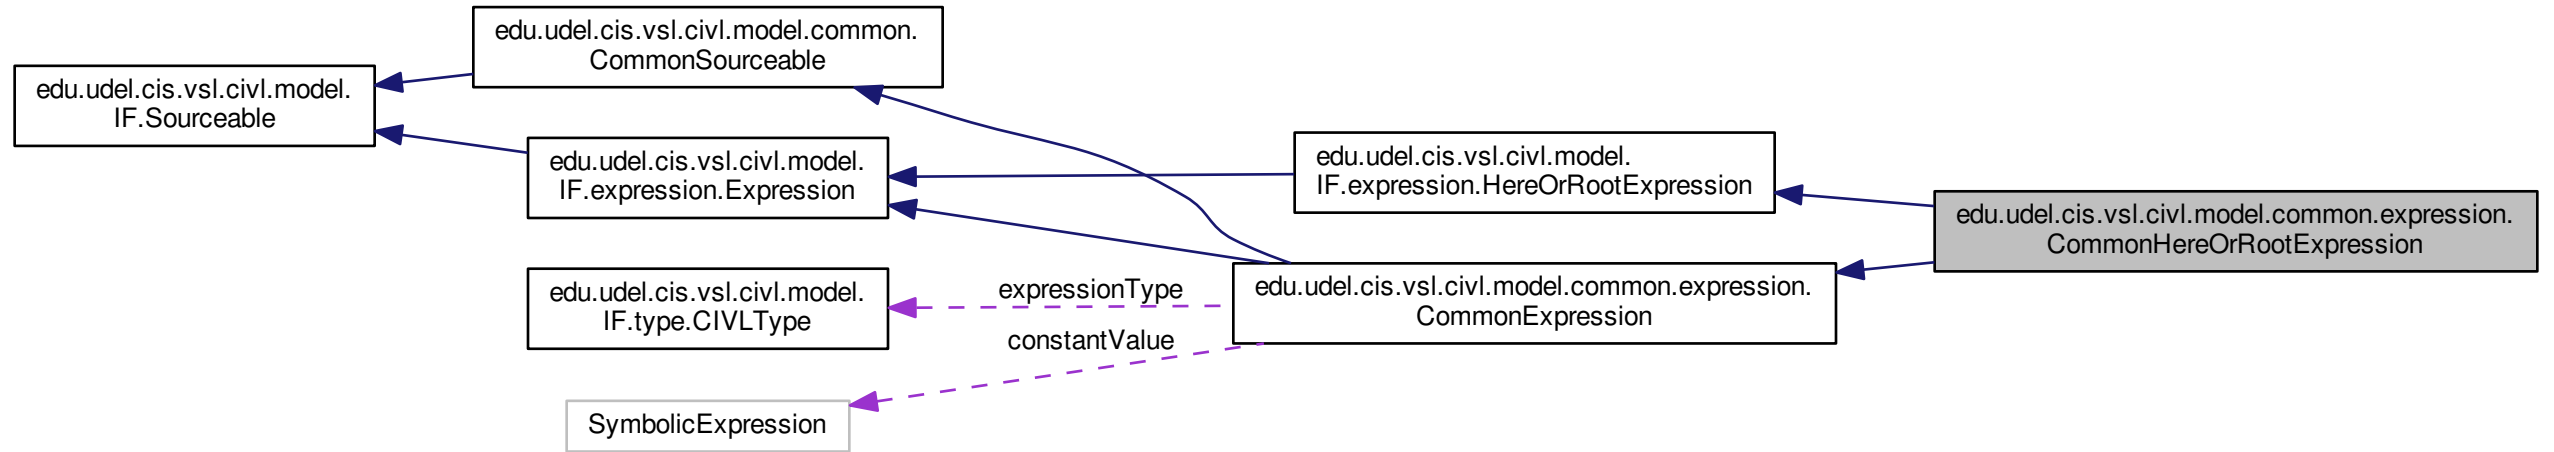 edu.udel.cis.vsl.civl.model.common.
CommonSourceable
edu.udel.cis.vsl.civl.model.
IF.Sourceable
edu.udel.cis.vsl.civl.model.
IF.expression.Expression
edu.udel.cis.vsl.civl.model.
IF.expression.HereOrRootExpression
edu.udel.cis.vsl.civl.model.common.expression.
CommonHereOrRootExpression
edu.udel.cis.vsl.civl.model.
IF.type.CIVLType
expressionType
edu.udel.cis.vsl.civl.model.common.expression.
CommonExpression
constantValue
SymbolicExpression